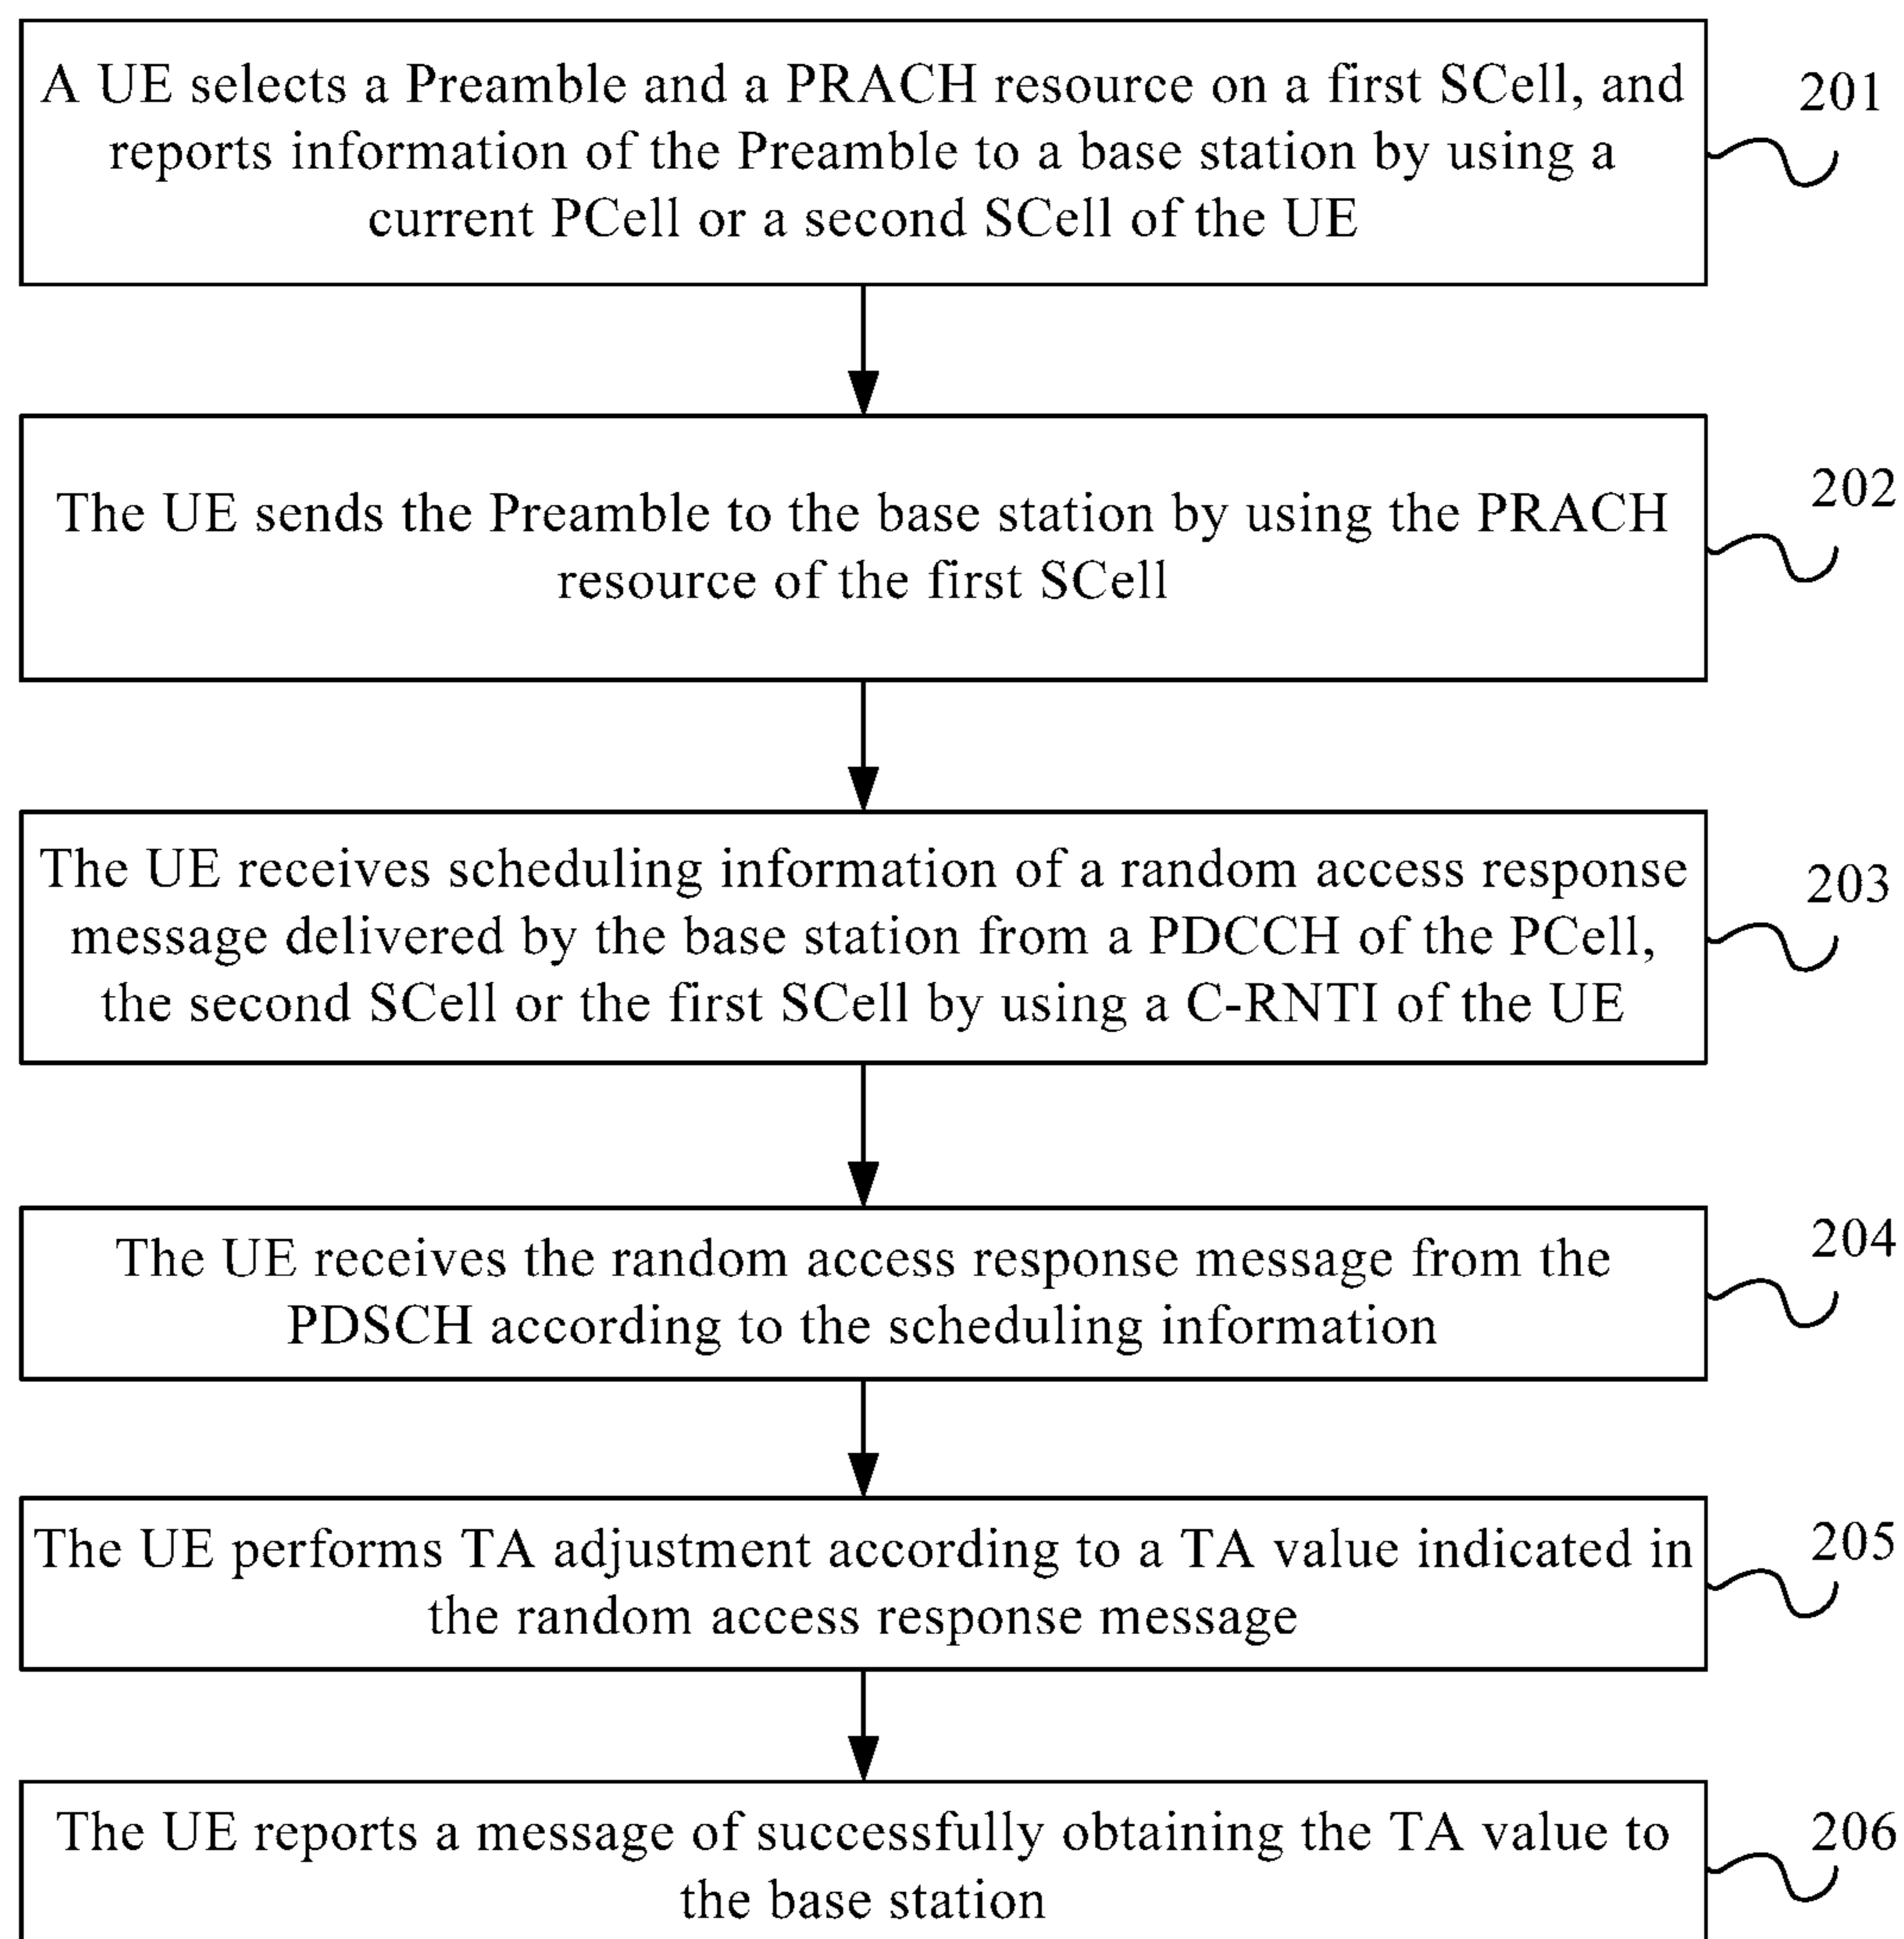 A UE selects a Preamble and a PRACH resource on a first SCell, and
reports information of the Preamble to a base station by using a
current PCell or a second SCell of the UE
201
The UE sends the Preamble to the base station by using the PRACH
resource of the first SCell
202
The UE receives scheduling information of a random access response
message delivered by the base station from a PDCCH of the PCell,
the second SCell or the first SCell by using a C-RNTI of the UE
203
The UE receives the random access response message from the
PDSCH according to the scheduling information
204
The UE performs TA adjustment according to a TA value indicated in
the random access response message
205
The UE reports a message of successfully obtaining the TA value to
the base station
206